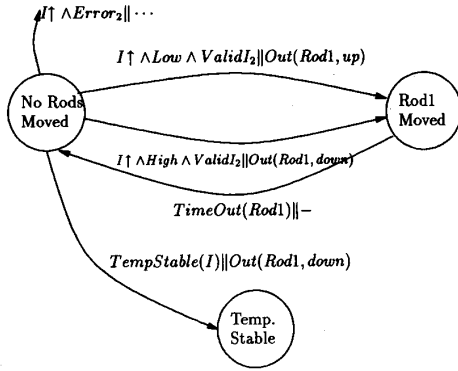 I↑ ∧Error₂‖···
I↑ ∧Low ∧ ValidI₂‖Out(Rod1, up)
No Rods
Moved
Rod1
Moved
I↑ ∧High ∧ValidI₂‖Out(Rod1, down)
TimeOut(Rod1)‖−
TempStable(I)‖Out(Rod1, down)
Temp.
Stable